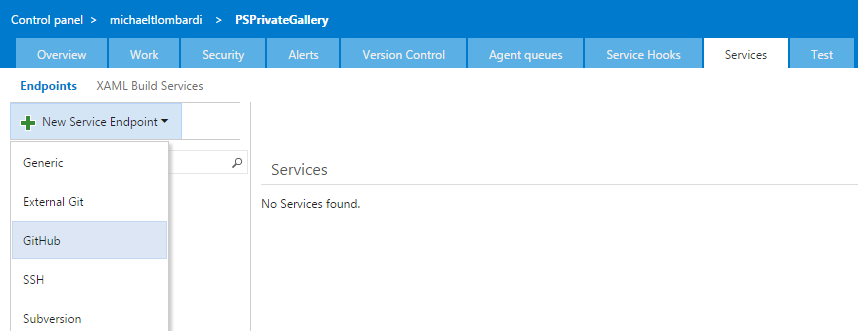 Control panel > michaeltlombardi > PSPrivateGallery
Overview Work Security Alerts Version Control Agent queues Service Hooks Services Test
Endpoints XAML Build Services
New Service Endpoint
Generic
Services
External Git
No Services found.
GitHub
SSH
Subversion